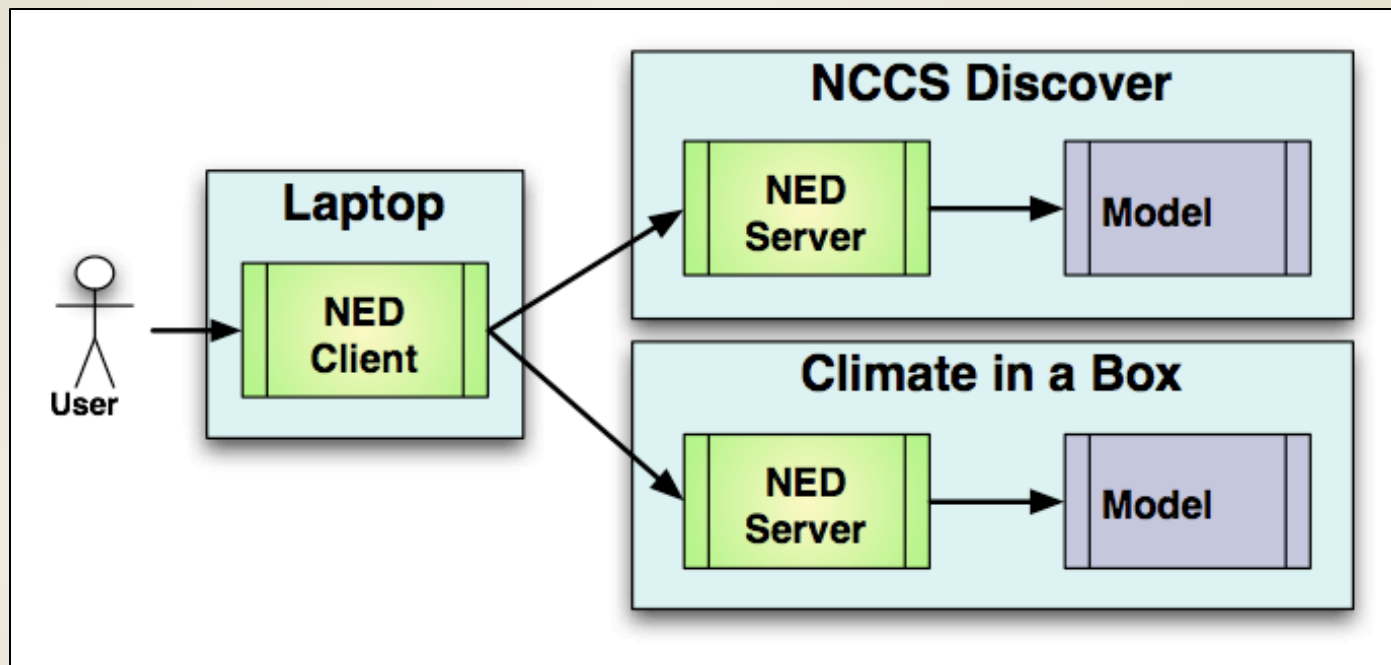 User
Laptop
NED
Client
NCCS Discover
NED
Server
Model
Climate in a Box
NED
Server
Model